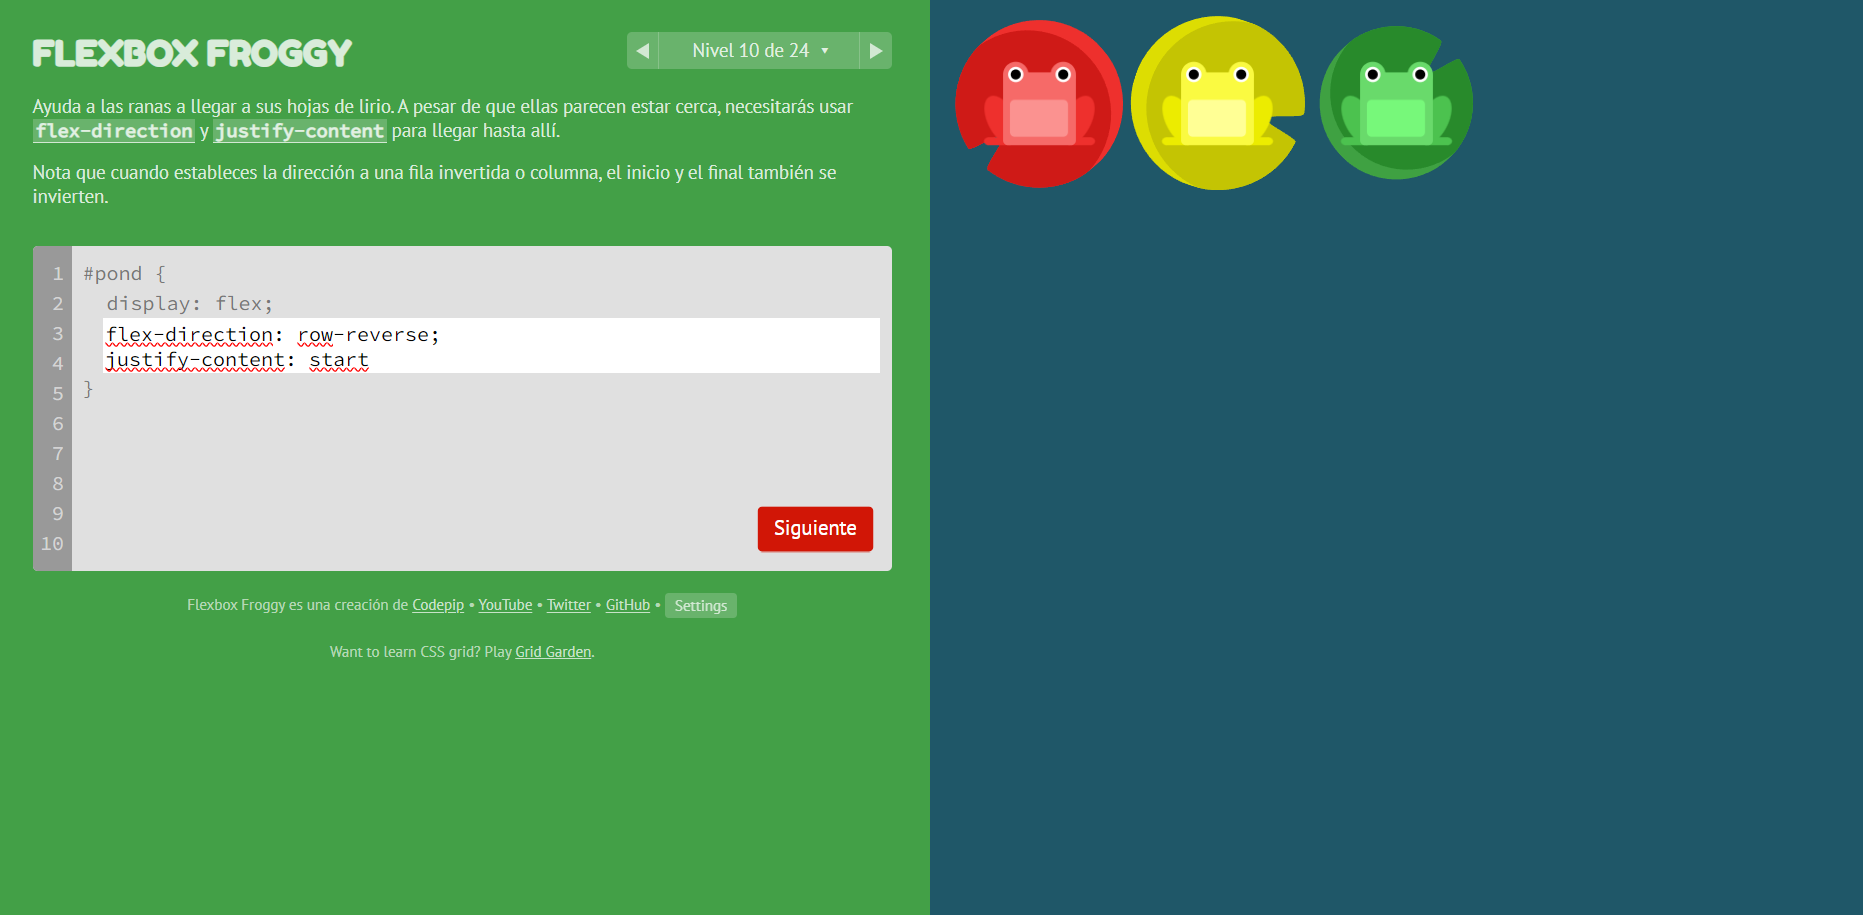 FLEXBOX FROGGY
Nivel 10 de 24
Ayuda a las ranas a llegar a sus hojas de lirio. A pesar de que ellas parecen estar cerca, necesitarás usar
flex-direction y justify-content para llegar hasta allí.
Nota que cuando estableces la dirección a una fila invertida o columna, el inicio y el final también se
invierten.
1 #pond {
2 display: flex;
3 flex-direction: row-reverse;
4 justify-content: start
5 }
6
7
8
9
10
Siguiente
Flexbox Froggy es una creación de Codepip • YouTube • Twitter • GitHub • Settings
Want to learn CSS grid? Play Grid Garden.